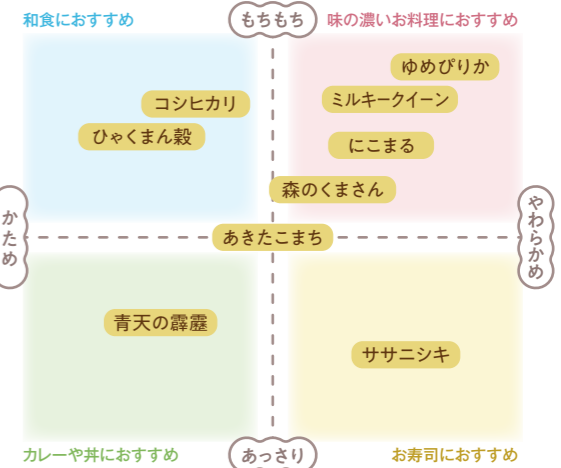 和食におすすめ
もちもち
味の濃いお料理におすすめ
ゆめぴりか
コシヒカリ
ミルキークイーン
ひゃくまん穀
にこまる
森のくまさん
かため
あきたこまち
やわらかめ
青天の霹靂
ササニシキ
カレーや丼におすすめ
あっさり
お寿司におすすめ